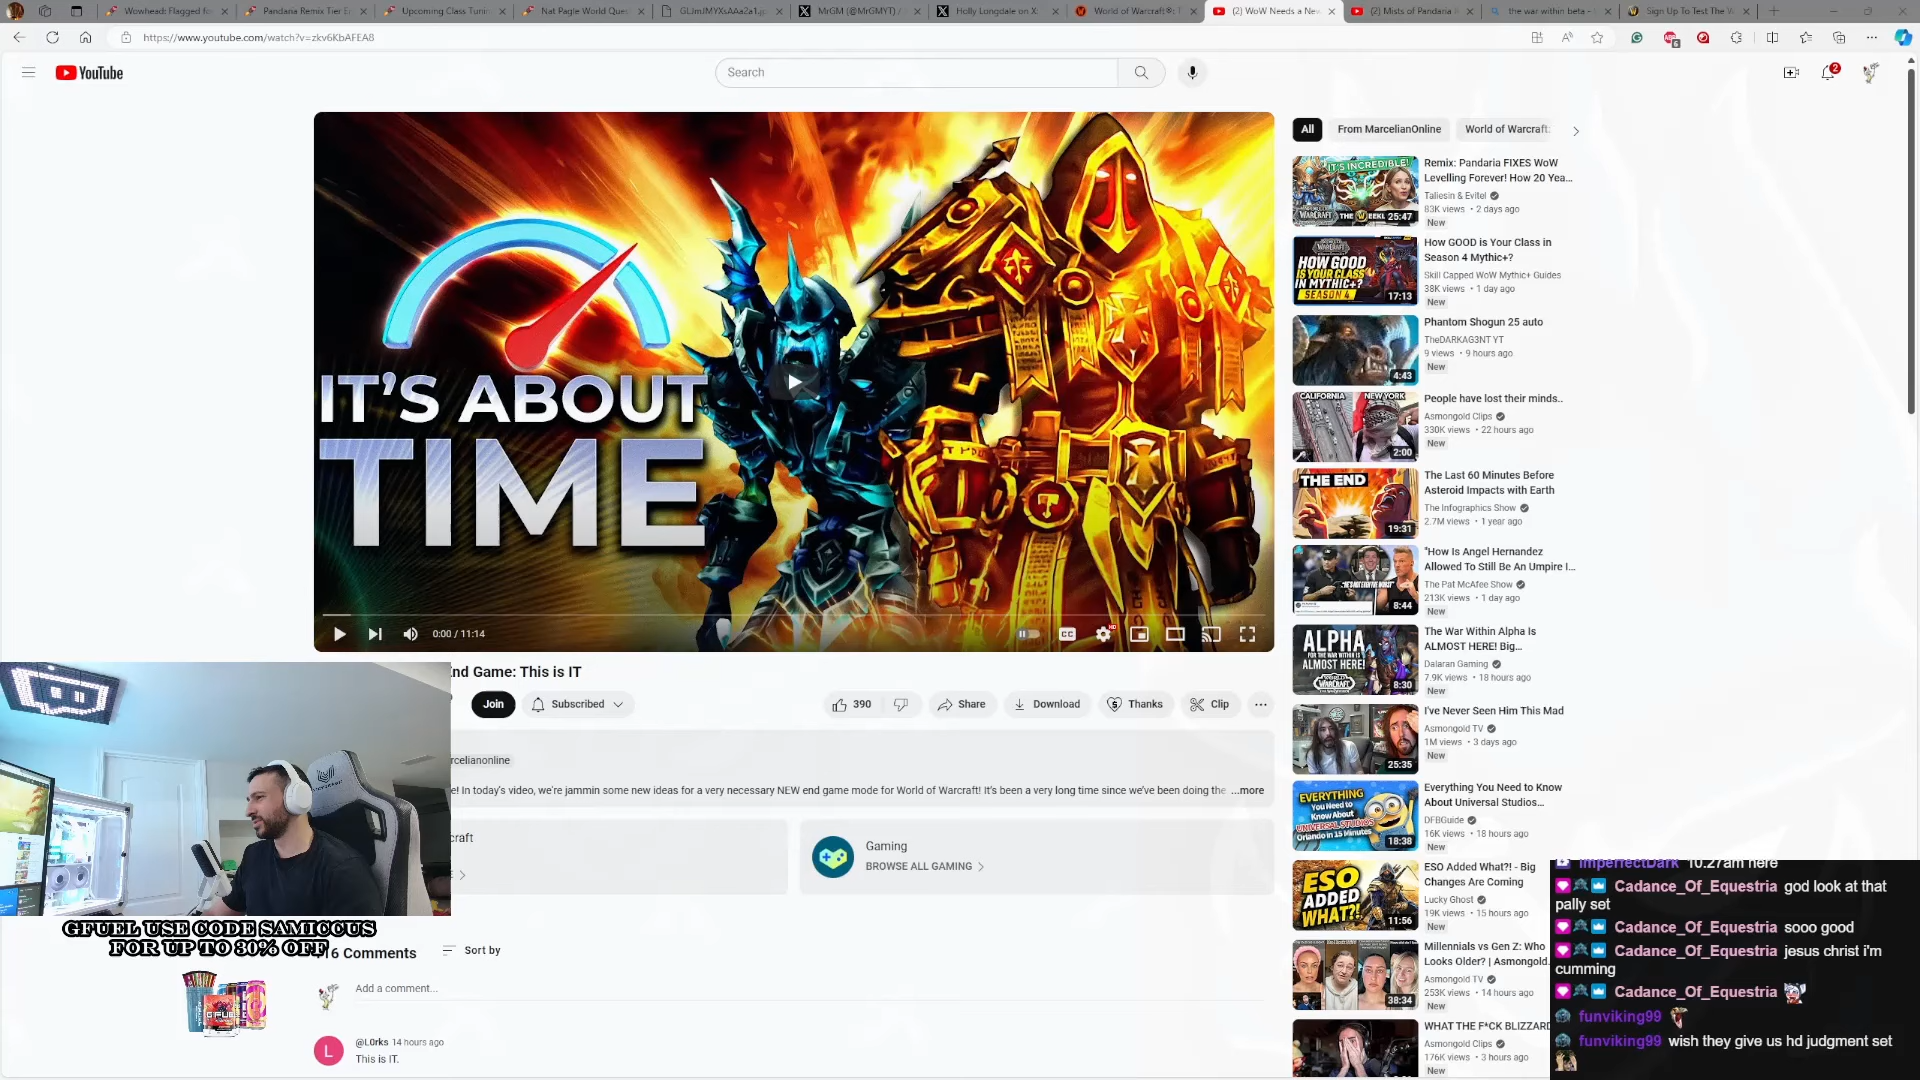 Wowhead: Flagged for
Pandaria Remix Tier
Upcoming Class Tunin
Nat Pagle World Ques
MrGM (@MrGMYT) /
Holly Longdale on X:
World of Warcraft®:
(2) WoW Needs a New
(2) Mists of Pandaria
the war within beta -
Sign Up To Test The
https://www.youtube.com/watch?v=zkv6KbAFEA8
6
YouTube
Search
2
IT'S ABOUT
TIME
0:00 / 11:14
CC
HD
End Game: This is IT
Join
Subscribed
390
Share
Download
Thanks
Clip
rcelianonline
e! In today's video, we're jammin some new ideas for a very necessary NEW end game mode for World of Warcraft! It's been a very long time since we've been doing the ...more
craft
Gaming
BROWSE ALL GAMING
GFUEL USE CODE SAMICCUS
FOR UP TO 30% OFF
16 Comments
Sort by
Add a comment...
L
@L0rks 14 hours ago
This is IT.
All
From MarcelianOnline
World of Warcraft:
IT'S INCREDIBLE!
25:47
Remix: Pandaria FIXES WoW
Levelling Forever! How 20 Yea...
Taliesin & Evitel
83K views • 2 days ago
New
HOW GOOD
IS YOUR CLASS
IN MYTHIC+?
SEASON 4
17:13
How GOOD is Your Class in
Season 4 Mythic+?
Skill Capped WoW Mythic+ Guides
38K views • 1 day ago
New
4:43
Phantom Shogun 25 auto
TheDARKAG3NT YT
9 views • 9 hours ago
New
CALIFORNIA
NEW YORK
2:00
People have lost their minds..
Asmongold Clips
330K views • 22 hours ago
New
THE END
19:31
The Last 60 Minutes Before
Asteroid Impacts with Earth
The Infographics Show
2.7M views • 1 year ago
8:44
"How Is Angel Hernandez
Allowed To Still Be An Umpire I...
The Pat McAfee Show
213K views • 1 day ago
New
ALPHA
FOR THE WAR WITHIN IS
ALMOST HERE!
WARCRAFT
8:30
The War Within Alpha Is
ALMOST HERE! Big...
Dalaran Gaming
7.9K views • 18 hours ago
New
25:35
I've Never Seen Him This Mad
Asmongold TV
1M views • 3 days ago
New
EVERYTHING
You Need to
Know About
UNIVERSAL STUDIOS
Orlando in 15 Minutes
18:38
Everything You Need to Know
About Universal Studios...
DFBGuide
16K views • 18 hours ago
New
ESO
ADDED
WHAT?!
11:56
ESO Added What?! - Big
Changes Are Coming
Lucky Ghost
19K views • 15 hours ago
New
38:34
Millennials vs Gen Z: Who
Looks Older? | Asmongold
Asmongold TV
253K views • 14 hours ago
New
WHAT THE F*CK BLIZZARD
Asmongold Clips
176K views • 3 hours ago
New
ImperfectDark 10:27am here
Cadance_Of_Equestria god look at that
pally set
Cadance_Of_Equestria sooo good
Cadance_Of_Equestria jesus christ i'm
cumming
Cadance_Of_Equestria
funviking99
funviking99 wish they give us hd judgment set